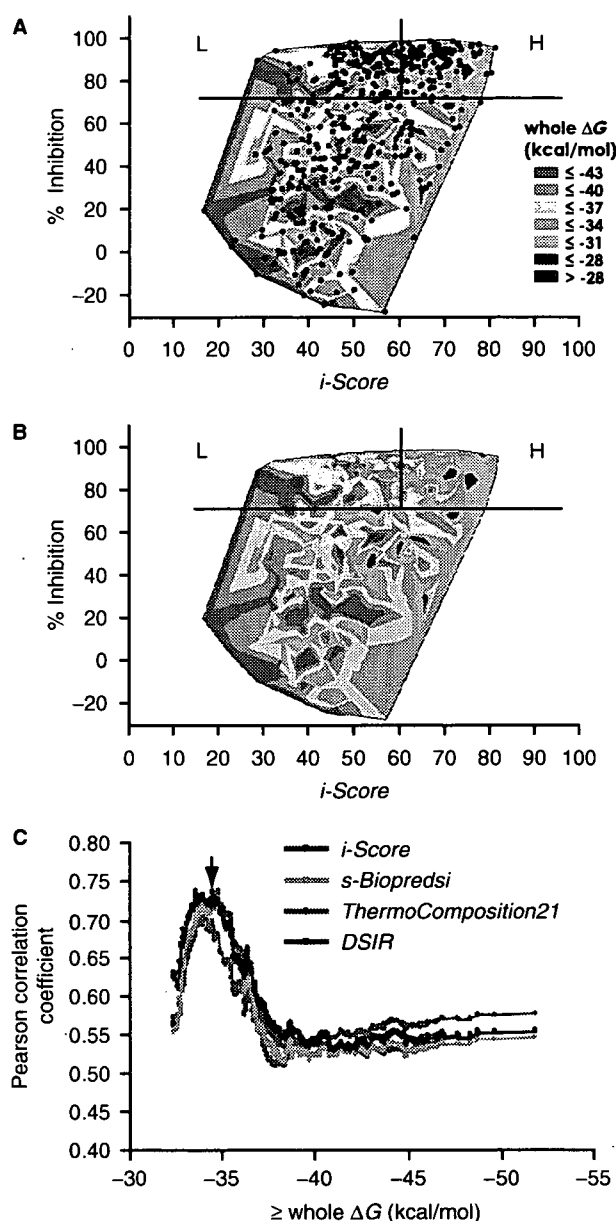 A
L
H
100
80
60
40
20
0
−20
% Inhibition
0 10 20 30 40 50 60 70 80 90 100
i-Score
whole ΔG
(kcal/mol)
≤ -43
≤ -40
≤ -37
≤ -34
≤ -31
≤ -28
> -28
B
L
H
100
80
60
40
20
0
−20
% Inhibition
0 10 20 30 40 50 60 70 80 90 100
i-Score
C
0.80
0.75
0.70
0.65
0.60
0.55
0.50
0.45
0.40
Pearson correlation
coefficient
i-Score
s-Biopredsi
ThermoComposition21
DSIR
−30 −35 −40 −45 −50 −55
≥ whole ΔG (kcal/mol)